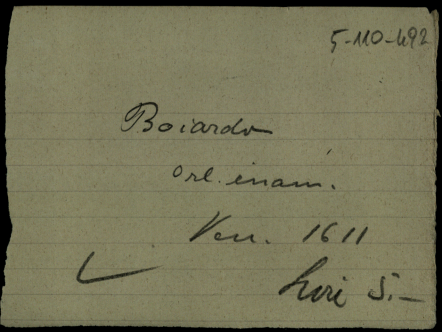 5-110-492
Boiardo
orl. inam.
Ven. 1611
Lire 5.—